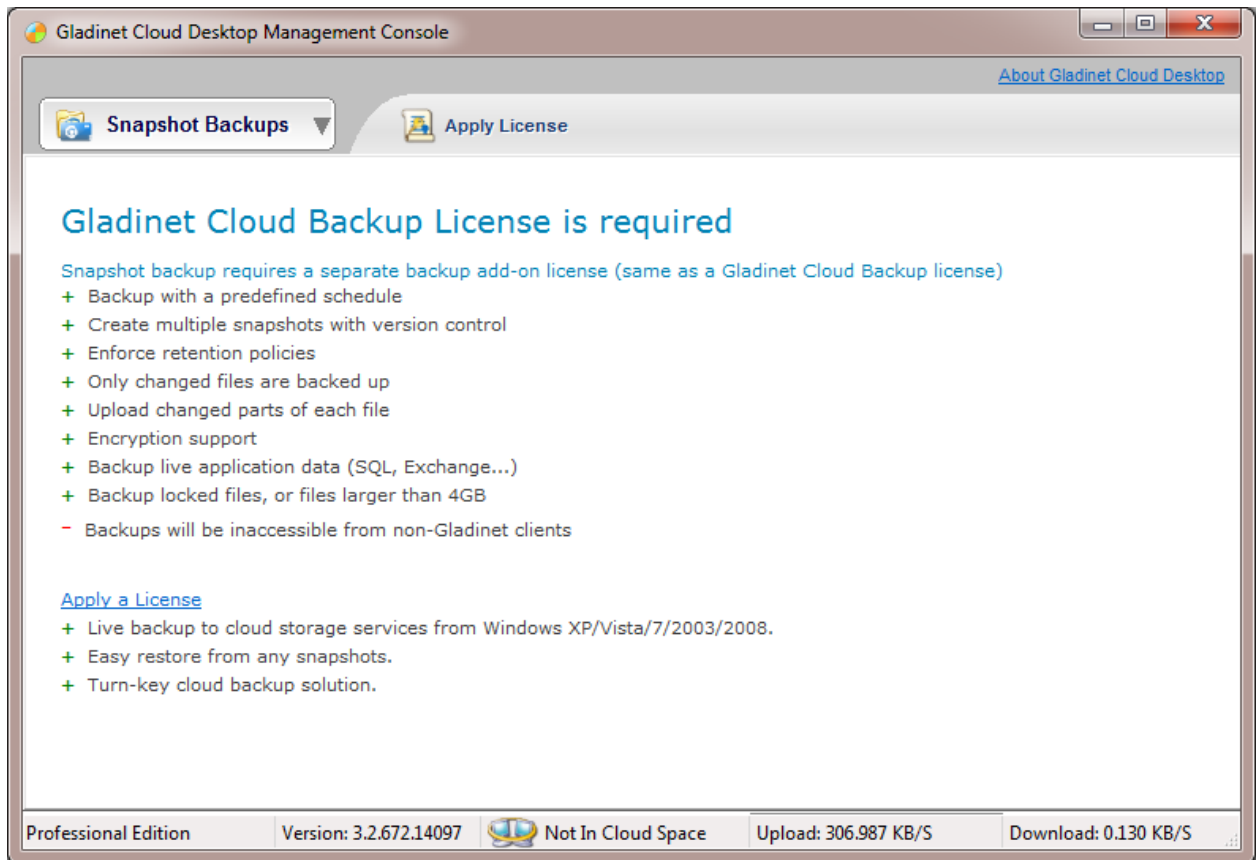 Gladinet Cloud Desktop Management Console
About Gladinet Cloud Desktop
Snapshot Backups
Apply License
Gladinet Cloud Backup License is required
Snapshot backup requires a separate backup add-on license (same as a Gladinet Cloud Backup license)
+ Backup with a predefined schedule
+ Create multiple snapshots with version control
+ Enforce retention policies
+ Only changed files are backed up
+ Upload changed parts of each file
+ Encryption support
+ Backup live application data (SQL, Exchange...)
+ Backup locked files, or files larger than 4GB
- Backups will be inaccessible from non-Gladinet clients
Apply a License
+ Live backup to cloud storage services from Windows XP/Vista/7/2003/2008.
+ Easy restore from any snapshots.
+ Turn-key cloud backup solution.
Professional Edition
Version: 3.2.672.14097
Not In Cloud Space
Upload: 306.987 KB/S
Download: 0.130 KB/S